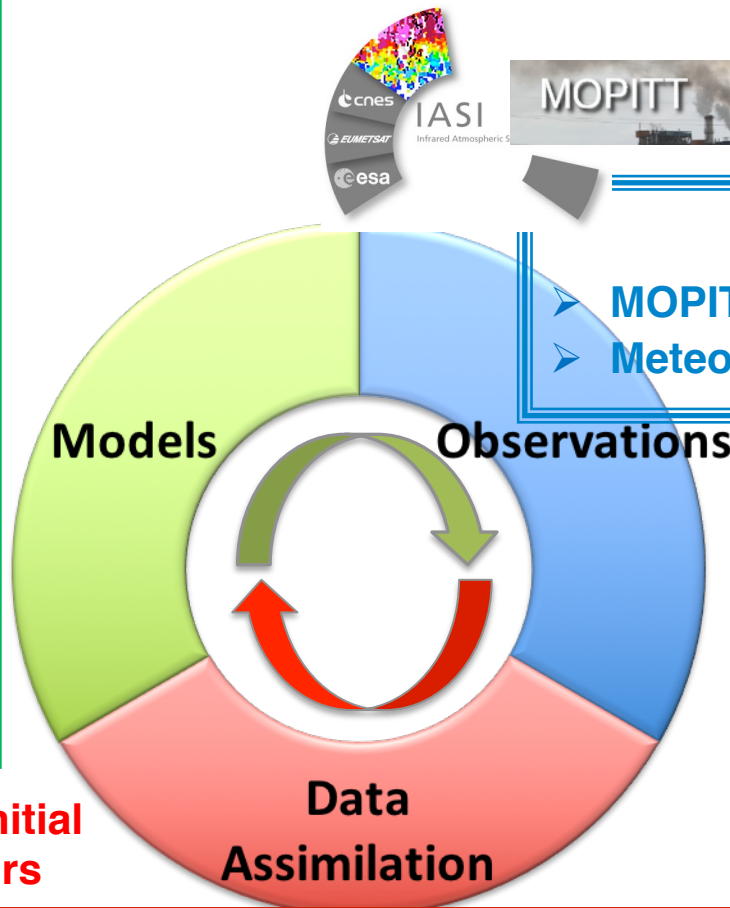 cnes
EUMETSAT
esa
IASI
Infrared Atmospheric S
MOPITT
➢ MOPIT
➢ Meteo
Models
Observations
Data
Assimilation
nitial
rs